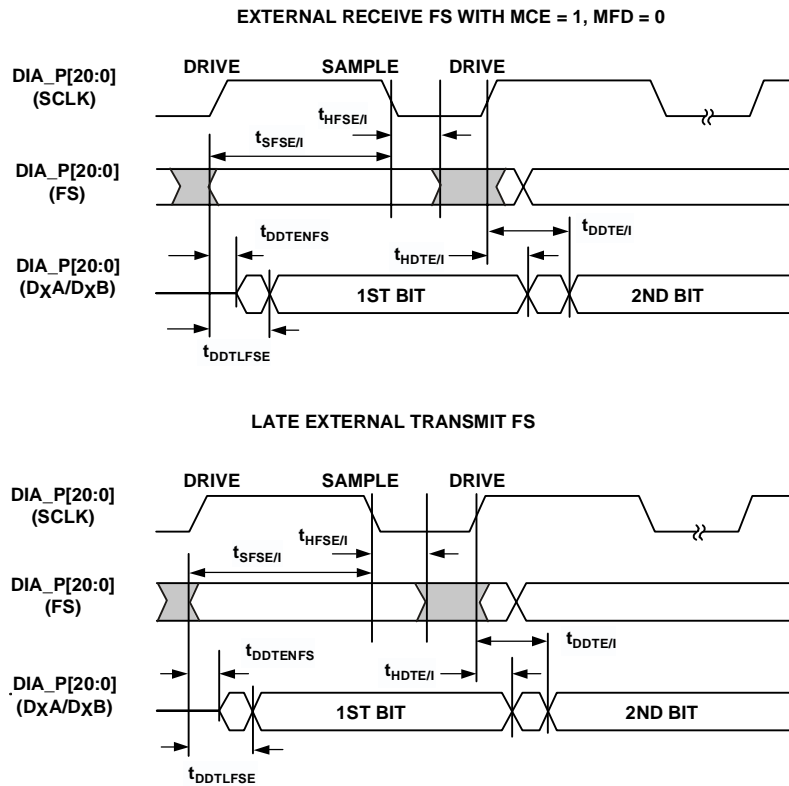 EXTERNAL RECEIVE FS WITH MCE = 1, MFD = 0
DIA_P[20:0]
(SCLK)
DRIVE SAMPLE DRIVE
tHFSE/I
tSFSE/I
DIA_P[20:0]
(FS)
tDDTENFS
tDDTE/I
tHDTE/I
DIA_P[20:0]
(DXA/DXB)
1ST BIT 2ND BIT
tDDTLFSE
LATE EXTERNAL TRANSMIT FS
DRIVE SAMPLE DRIVE
DIA_P[20:0]
(SCLK)
tHFSE/I
tSFSE/I
DIA_P[20:0]
(FS)
tDDTENFS
tDDTE/I
tHDTE/I
DIA_P[20:0]
(DXA/DXB)
1ST BIT 2ND BIT
tDDTLFSE